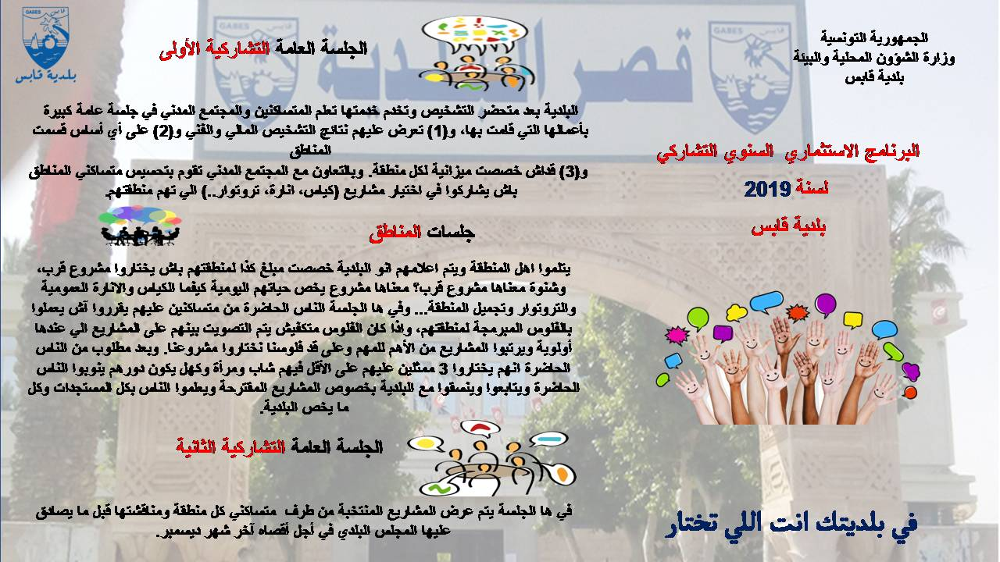 الجمهورية التونسية
وزارة الشؤون المحلية والبيئة
بلدية قابس
البرنامج الاستثماري السنوي التشاركي
لسنة 2019
بلدية قابس
في بلديتك انت اللي تختار
GABES قابس
بلدية قابس
GABES قابس
قصر البلدية
GABES قابس
الجلسة العامة التشاركية الأولى
البلدية بعد متحضر التشخيص وتخدم خدمتها تعلم المتساكنين والمجتمع المدني في جلسة عامة كبيرة
بأعمالها التي قامت بها، و(1) تعرض عليهم نتائج التشخيص المالي والفني و(2) على أي أساس قسمت
المناطق
و(3) قداش خصصت ميزانية لكل منطقة. وبالتعاون مع المجتمع المدني تقوم بتحسيس متساكني المناطق
باش يشاركوا في اختيار مشاريع (كياس، انارة، تروتوار..) الي تهم منطقتهم.
جلسات المناطق
يتلموا اهل المنطقة ويتم اعلامهم انو البلدية خصصت مبلغ كذا لمنطقتهم باش يختاروا مشروع قرب،
وشنوة معناها مشروع قرب؟ معناها مشروع يخص حياتهم اليومية كيفما الكياس والانارة العمومية
والتروتوار وتجميل المنطقة... وفي ها الجلسة الناس الحاضرة من متساكنين عليهم يقرروا آش يعملوا
بالفلوس المبرمجة لمنطقتهم، واذا كان الفلوس متكفيش يتم التصويت بينهم على المشاريع الي عندها
أولوية ويرتبوا المشاريع من الأهم للمهم وعلى قد فلوسنا نختاروا مشروعنا. وبعد مطلوب من الناس
الحاضرة انهم يختاروا 3 ممثلين عليهم على الأقل فيهم شاب ومرأة وكهل يكون دورهم ينوبوا الناس
الحاضرة ويتابعوا وينسقوا مع البلدية بخصوص المشاريع المقترحة ويعلموا الناس بكل المستجدات وكل
ما يخص البلدية.
الجلسة العامة التشاركية الثانية
في ها الجلسة يتم عرض المشاريع المنتخبة من طرف متساكني كل منطقة ومناقشتها قبل ما يصادق
عليها المجلس البلدي في أجل أقصاه آخر شهر ديسمبر.